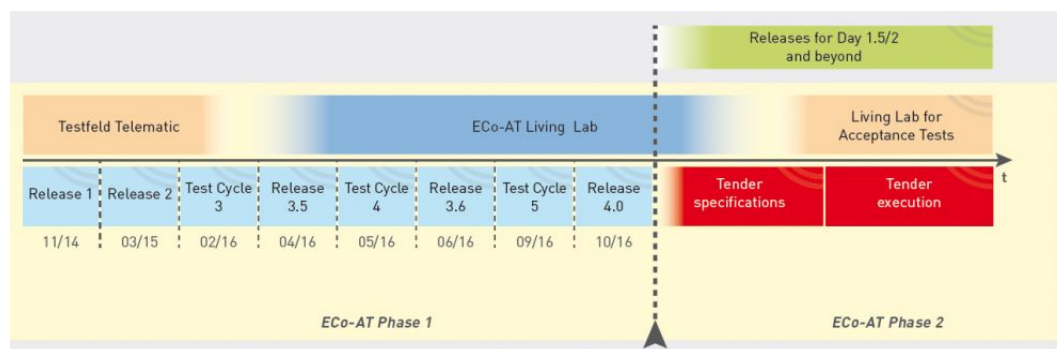 Releases for Day 1.5/2
and beyond
Testfeld Telematic
ECo-AT Living Lab
Living Lab for
Acceptance Tests
t
Release 1
Release 2
Test Cycle
3
Release
3.5
Test Cycle
4
Release
3.6
Test Cycle
5
Release
4.0
Tender
specifications
Tender
execution
11/14
03/15
02/16
04/16
05/16
06/16
09/16
10/16
ECo-AT Phase 1
ECo-AT Phase 2